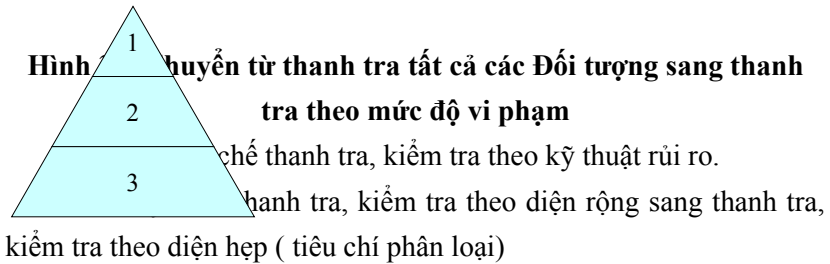 1
Hình huyển từ thanh tra tất cả các Đối tượng sang thanh
tra theo mức độ vi phạm
2
chế thanh tra, kiểm tra theo kỹ thuật rủi ro.
3
hanh tra, kiểm tra theo diện rộng sang thanh tra,
kiểm tra theo diện hẹp ( tiêu chí phân loại)